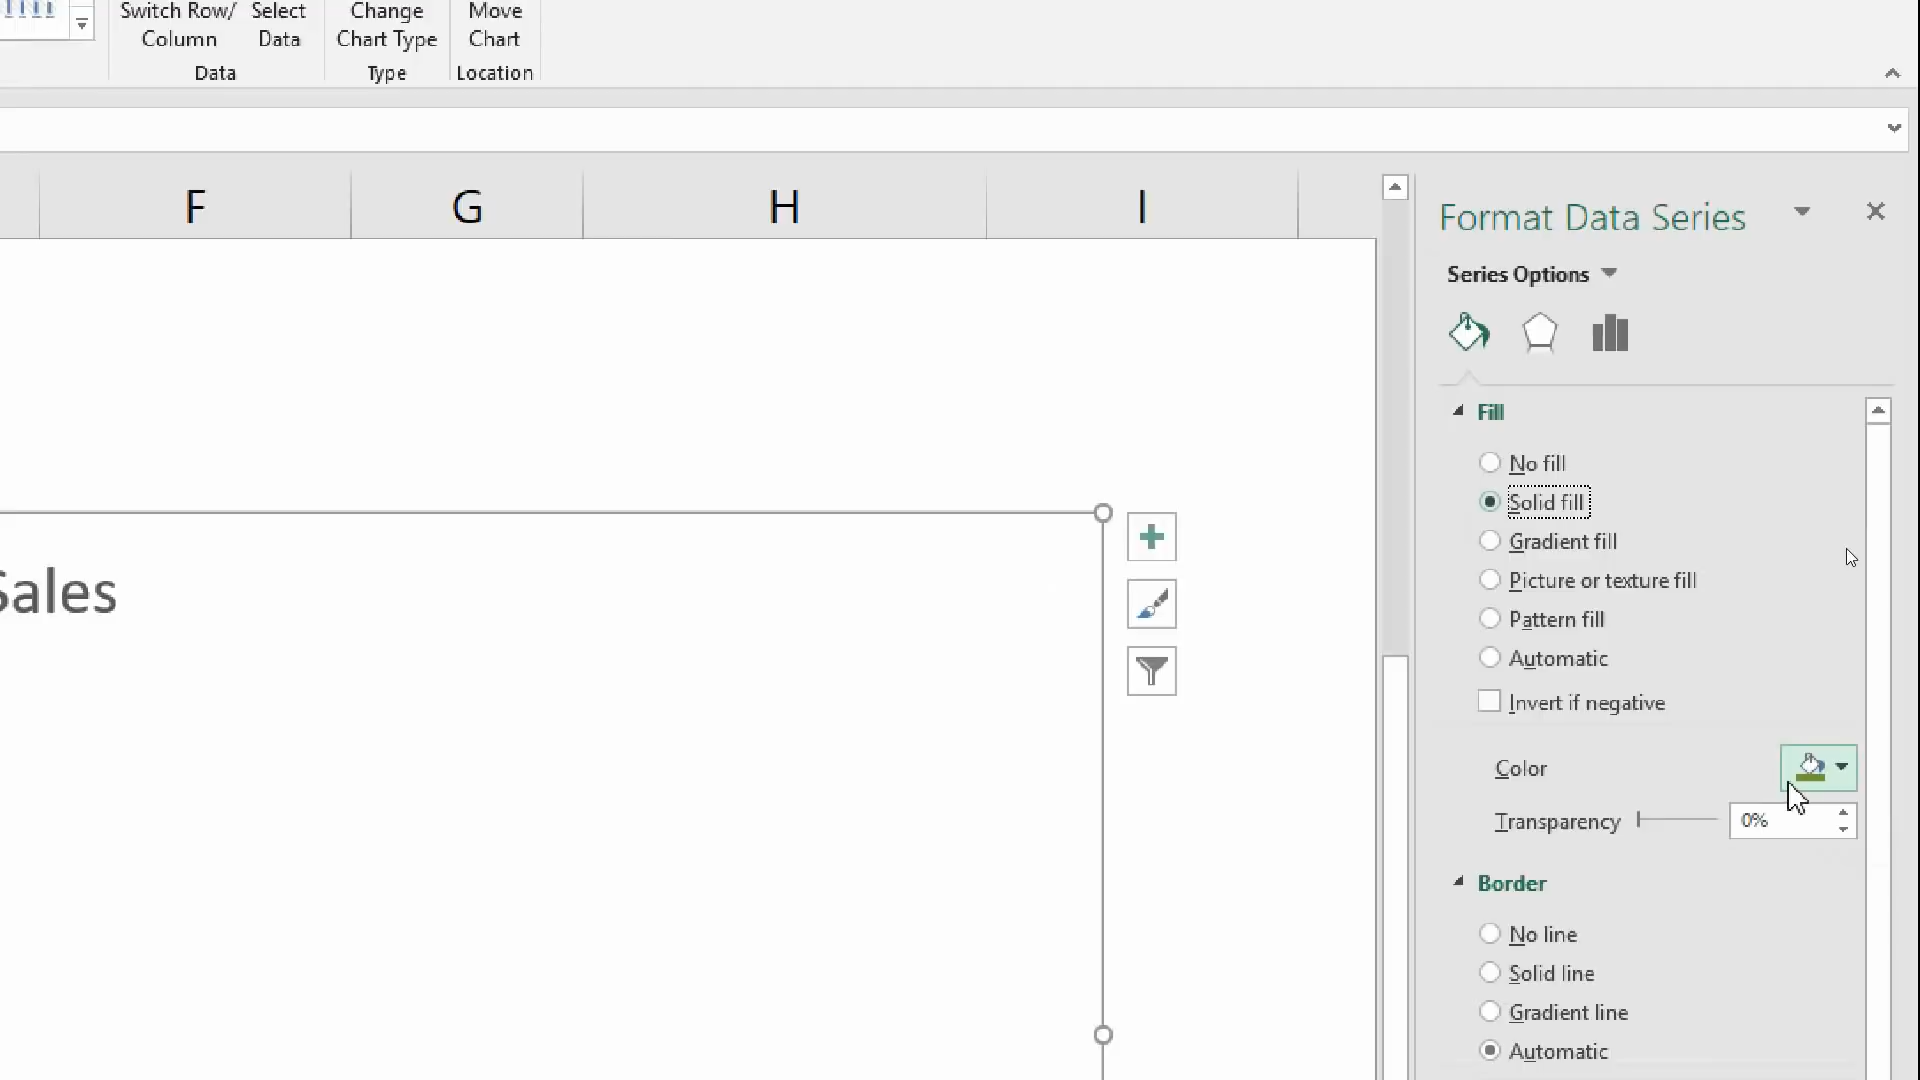 Switch Row/
Column
Select
Data
Change
Chart Type
Move
Chart
Data
Type
Location
F
G
H
I
Format Data Series
Series Options
Fill
No fill
Solid fill
Gradient fill
Picture or texture fill
Pattern fill
Automatic
Invert if negative
Color
Transparency
0%
Border
No line
Solid line
Gradient line
Automatic
Sales